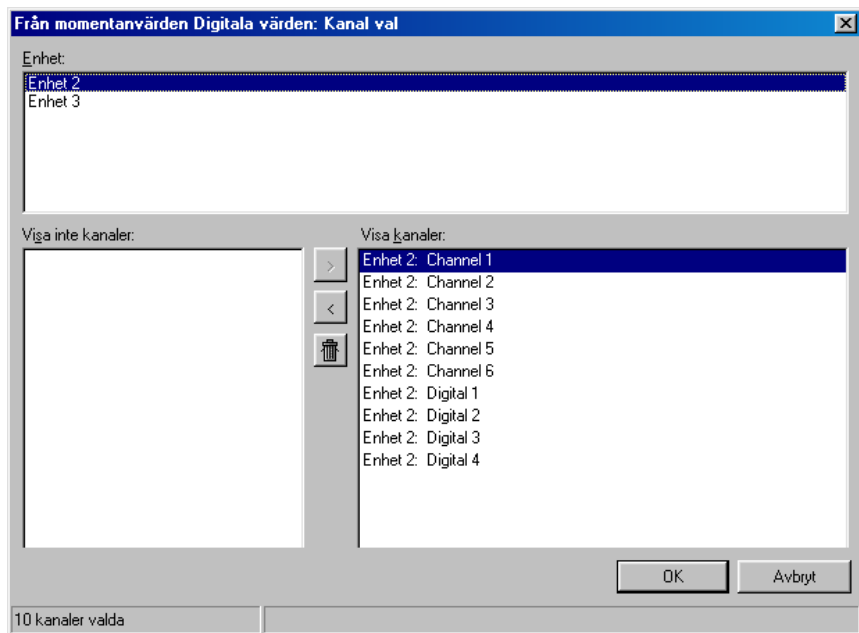 Från momentanvärden Digitala värden: Kanal val
Enhet:
Enhet 2
Enhet 3
Visa inte kanaler:
Visa kanaler:
>
<
Enhet 2: Channel 1
Enhet 2: Channel 2
Enhet 2: Channel 3
Enhet 2: Channel 4
Enhet 2: Channel 5
Enhet 2: Channel 6
Enhet 2: Digital 1
Enhet 2: Digital 2
Enhet 2: Digital 3
Enhet 2: Digital 4
OK
Avbryt
10 kanaler valda